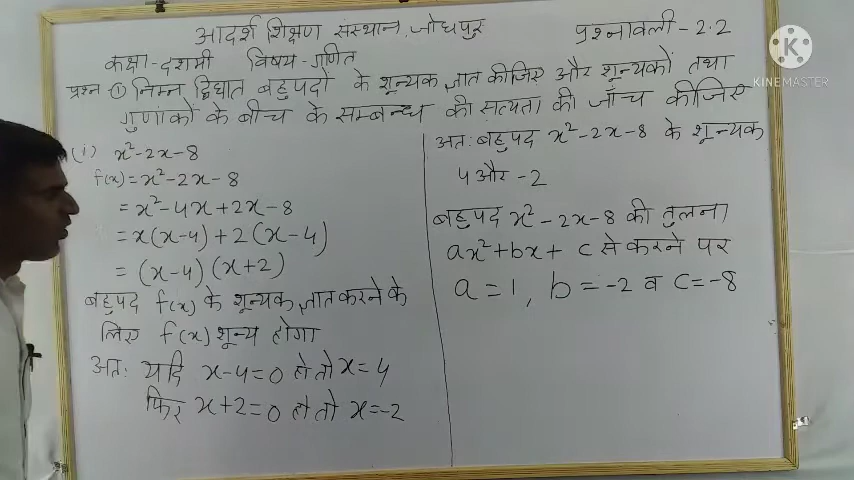 आदर्श शिक्षण संस्थान, जोधपुर प्रश्नावली-2.2
कक्षा-दशमी विषय-गणित
प्रश्न ① निम्न द्विघात बहुपदों के शून्यक ज्ञात कीजिए और शून्यकों तथा
गुणांकों के बीच के सम्बन्ध की सत्यता की जाँच कीजिए
(i) x²-2x-8
f(x)=x²-2x-8
=x²-4x+2x-8
=x(x-4)+2(x-4)
=(x-4)(x+2)
बहुपद f(x) के शून्यक ज्ञात करने के
लिए f(x) शून्य होगा
अतः यदि x-4=0 हो तो x=4
फिर x+2=0 हो तो x=-2
अतः बहुपद x²-2x-8 के शून्यक
4 और -2
बहुपद x²-2x-8 की तुलना
ax²+bx+c से करने पर
a=1, b=-2 व c=-8
KINEMASTER